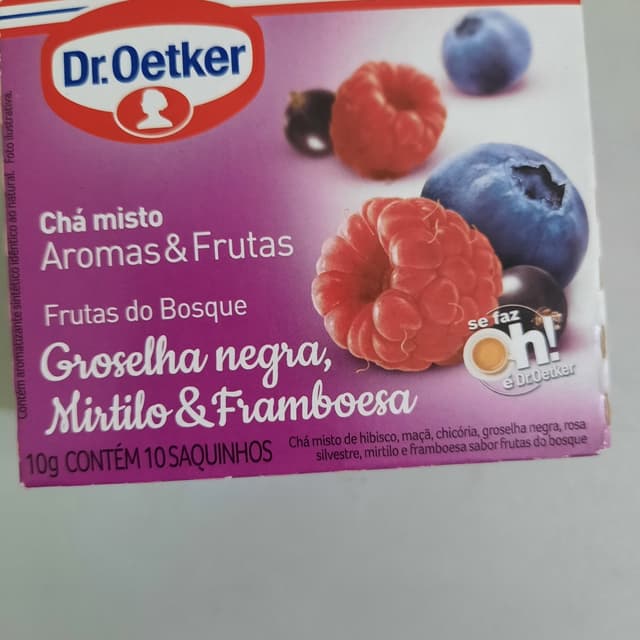 Dr.Oetker
Chá misto
Aromas&Frutas
Frutas do Bosque
Groselha negra,
Mirtilo&Framboesa
10g CONTÉM 10 SAQUINHOS
se faz
Oh!
é Dr.Oetker
Chá misto de hibisco, maçã, chicória, groselha negra, rosa
silvestre, mirtilo e framboesa sabor frutas do bosque
Contém aromatizante sintético idêntico ao natural. Foto ilustrativa.